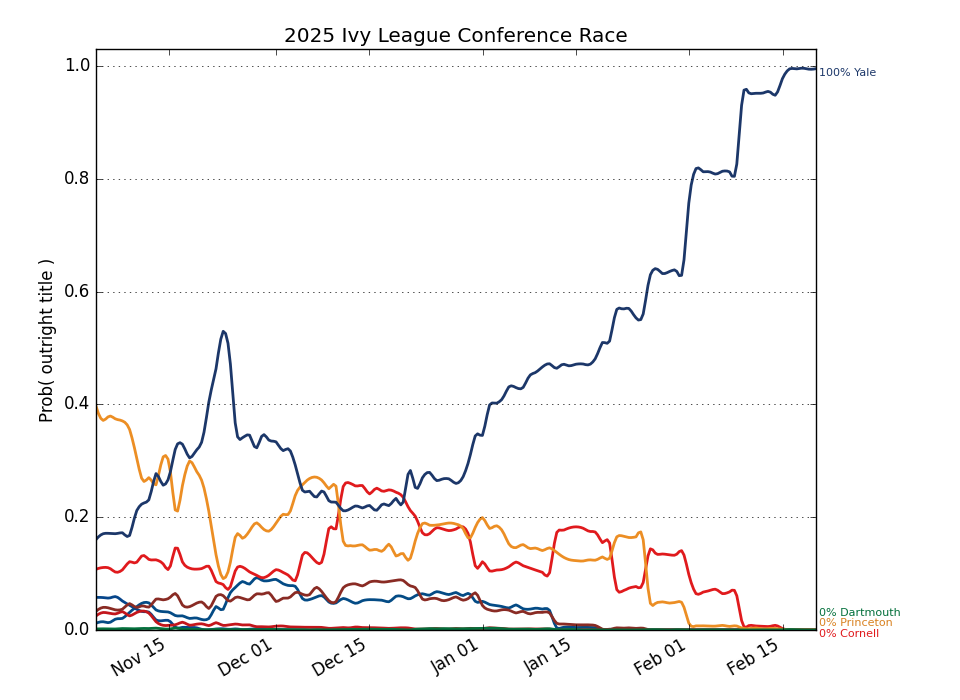 2025 Ivy League Conference Race
1.0
100% Yale
0.8
0.6
Prob( outright title )
0.4
0.2
0% Dartmouth
0% Princeton
0.0
0% Cornell
Nov 15
Dec 01
Dec 15
Jan 01
Jan 15
Feb 01
Feb 15